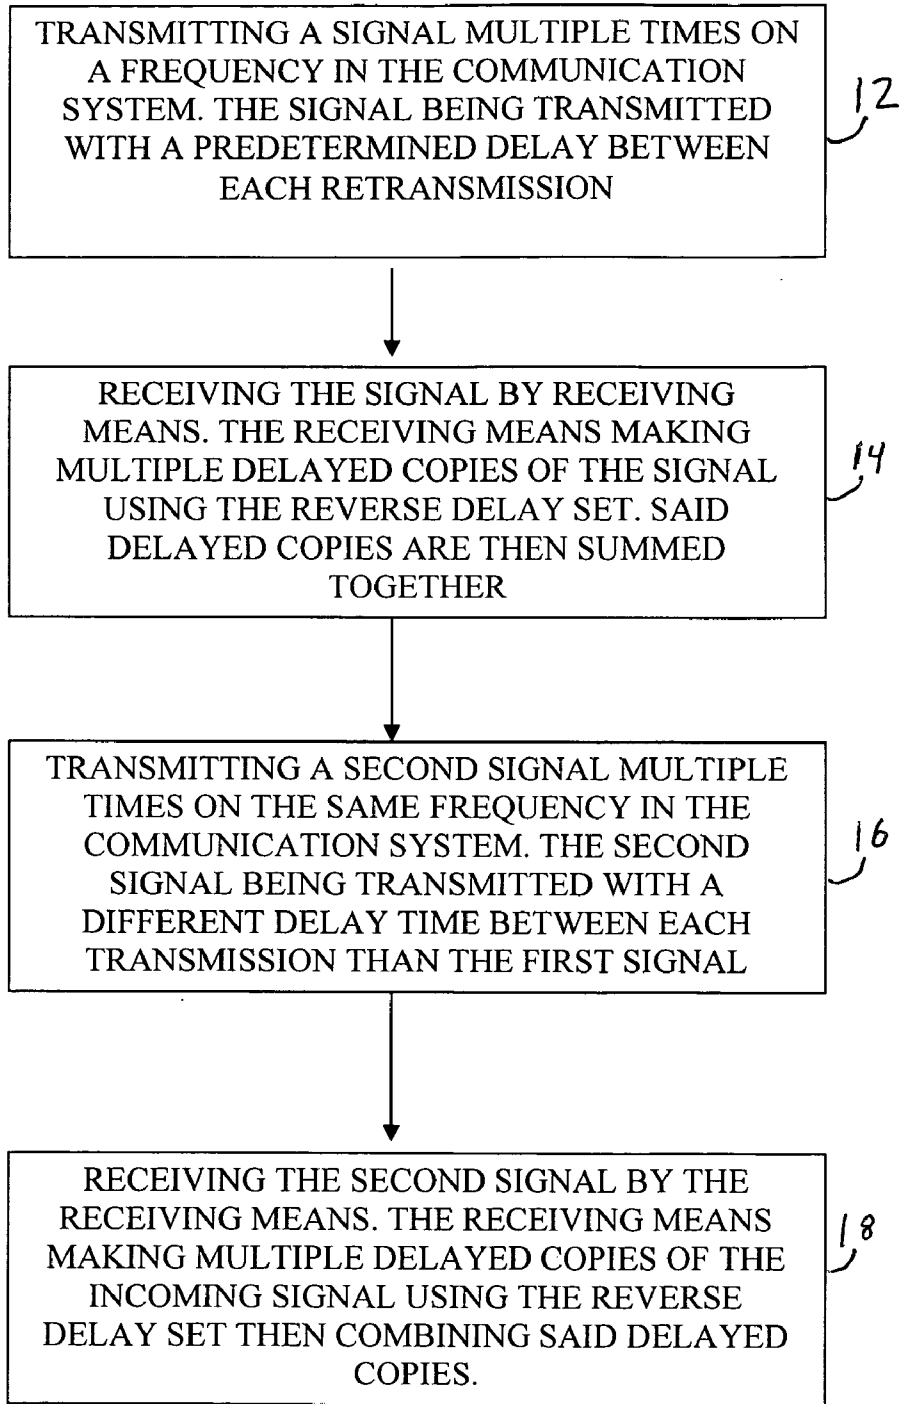 TRANSMITTING A SIGNAL MULTIPLE TIMES ON
A FREQUENCY IN THE COMMUNICATION
SYSTEM. THE SIGNAL BEING TRANSMITTED
WITH A PREDETERMINED DELAY BETWEEN
EACH RETRANSMISSION
12
RECEIVING THE SIGNAL BY RECEIVING
MEANS. THE RECEIVING MEANS MAKING
MULTIPLE DELAYED COPIES OF THE SIGNAL
USING THE REVERSE DELAY SET. SAID
DELAYED COPIES ARE THEN SUMMED
TOGETHER
14
TRANSMITTING A SECOND SIGNAL MULTIPLE
TIMES ON THE SAME FREQUENCY IN THE
COMMUNICATION SYSTEM. THE SECOND
SIGNAL BEING TRANSMITTED WITH A
DIFFERENT DELAY TIME BETWEEN EACH
TRANSMISSION THAN THE FIRST SIGNAL
16
RECEIVING THE SECOND SIGNAL BY THE
RECEIVING MEANS. THE RECEIVING MEANS
MAKING MULTIPLE DELAYED COPIES OF THE
INCOMING SIGNAL USING THE REVERSE
DELAY SET THEN COMBINING SAID DELAYED
COPIES.
18